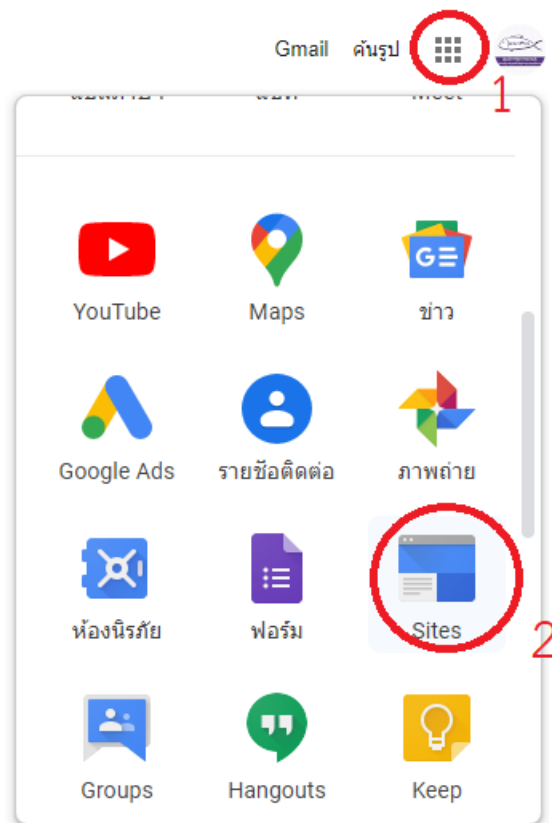 Gmail ค้นรูป
1
YouTube Maps ข่าว
Google Ads รายชื่อติดต่อ ภาพถ่าย
ห้องนิรภัย ฟอร์ม Sites
2
Groups Hangouts Keep